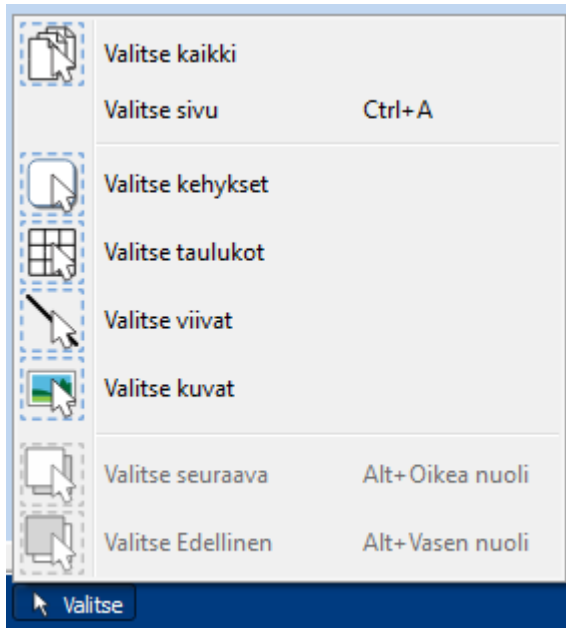 Valitse kaikki
Valitse sivu Ctrl+A
Valitse kehykset
Valitse taulukot
Valitse viivat
Valitse kuvat
Valitse seuraava Alt+Oikea nuoli
Valitse Edellinen Alt+Vasen nuoli
Valitse